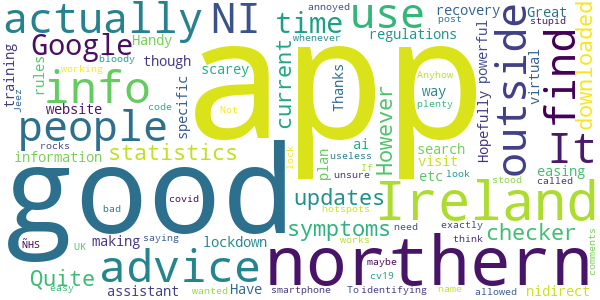 actually NI use time recovery Great annoyed post
Google Handy regulations stupid
bloody whenever
training rules though scarey current Thanks outside find downloaded
info app working
Jeez website code specific Not However way Anyhow plenty Hopefully powerful virtual It
people rocks information statistics plan ai search visit easing
useless If etc look stood called
good lock unsure Ireland
updates
symptoms checker
bad covid making saying lockdown maybe hotspots need exactly comments
ÑHS UK advice northern works think
Quite assistant wanted Have smartphone To identifying cv19 name allowed nidirect
easy